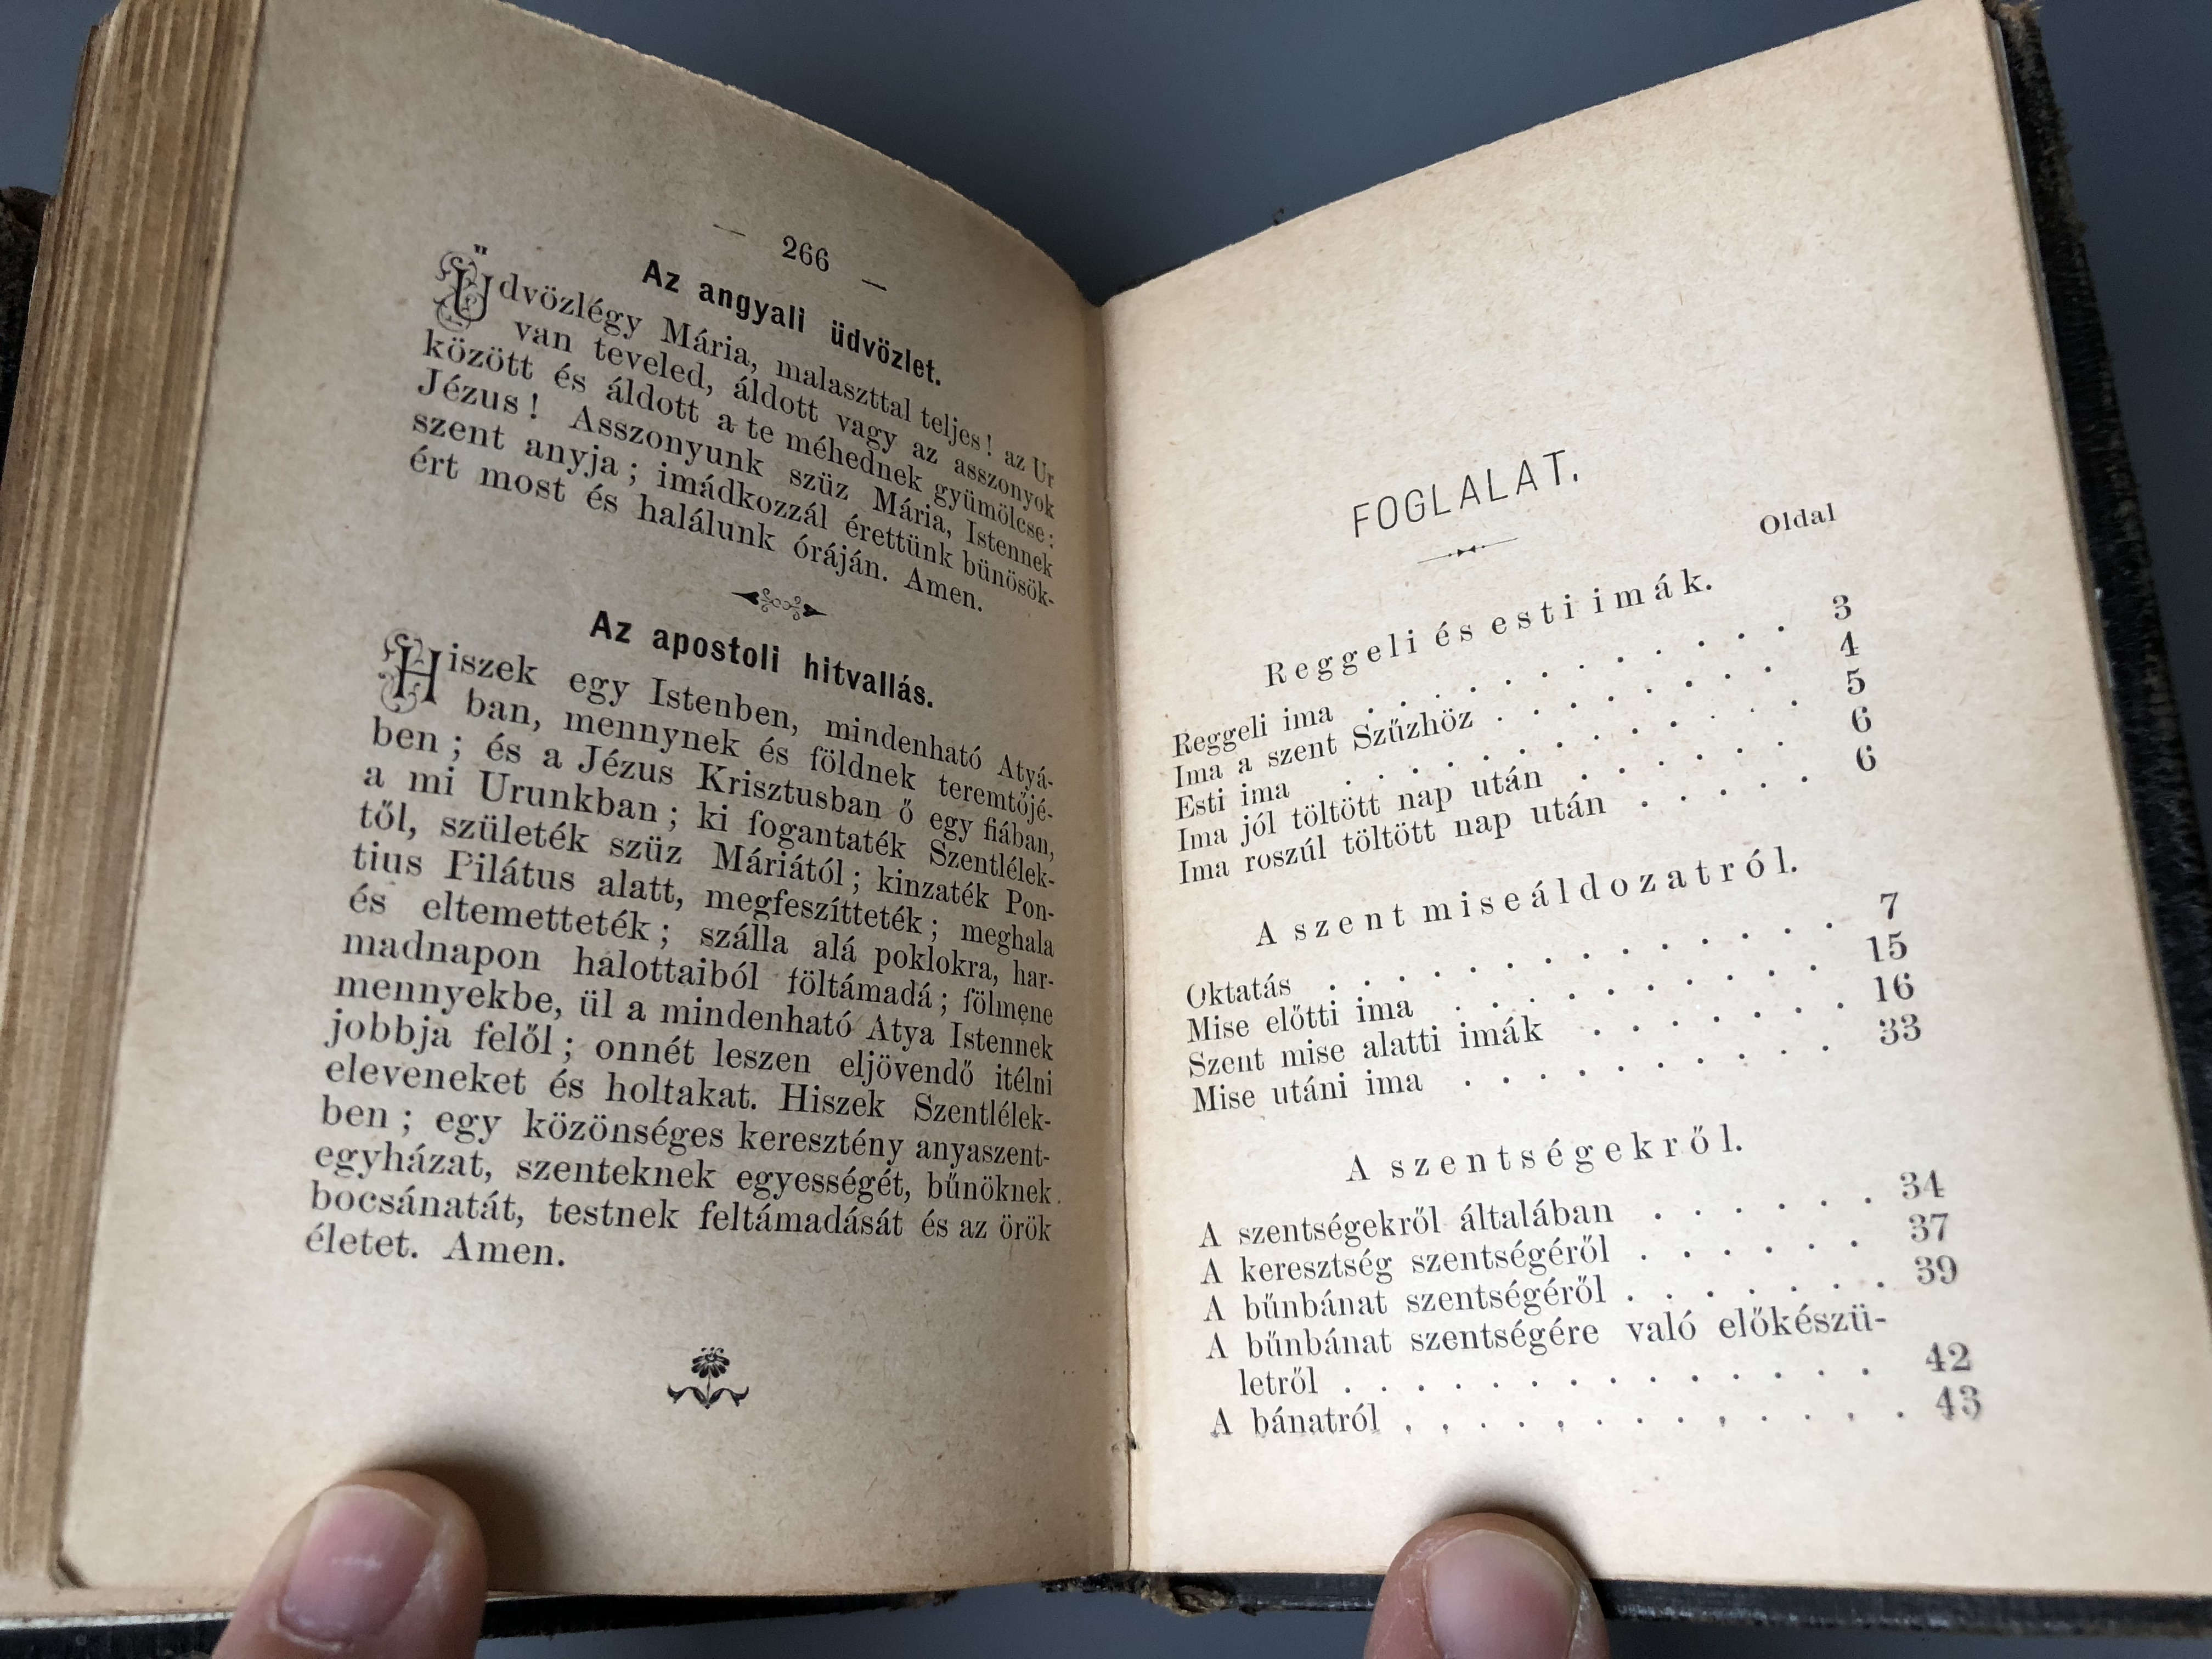 — 266 —
Az angyali üdvözlet.
Üdvözlégy Mária, malaszttal teljes! az Ur
van teveled, áldott vagy az asszonyok
között és áldott a te méhednek gyümölcse:
Jézus! Asszonyunk szüz Mária, Istennek
szent anyja; imádkozzál érettünk bünösök-
ért most és halálunk óráján. Amen.
Az apostoli hitvallás.
Hiszek egy Istenben, mindenható Atyá-
ban, mennynek és földnek teremtőjé-
ben; és a Jézus Krisztusban ő egy fiában,
a mi Urunkban; ki fogantaték Szentlélek-
től, születék szüz Máriától; kinzaték Pon-
tius Pilátus alatt, megfeszítteték; meghala
és eltemetteték; szálla alá poklokra, har-
madnapon halottaiból föltámadá; fölmene
mennyekbe, ül a mindenható Atya Istennek
jobbja felől; onnét leszen eljövendő itélni
eleveneket és holtakat. Hiszek Szentlélek-
ben; egy közönséges keresztény anyaszent-
egyházat, szenteknek egyességét, bűnöknek
bocsánatát, testnek feltámadását és az örök
életet. Amen.
FOGLALAT.
Oldal
Reggeli és esti imák.
Reggeli ima . . . . . . . . . . . 3
Ima a szent Szűzhöz . . . . . . . . 4
Esti ima . . . . . . . . . . . . 5
Ima jól töltött nap után . . . . . . 6
Ima roszúl töltött nap után . . . . . 6
A szent miseáldozatról.
Oktatás . . . . . . . . . . . . . 7
Mise előtti ima . . . . . . . . . . 15
Szent mise alatti imák . . . . . . . 16
Mise utáni ima . . . . . . . . . . 33
A szentségekről.
A szentségekről általában . . . . . . 34
A keresztség szentségéről . . . . . . 37
A bűnbánat szentségéről . . . . . . . 39
A bűnbánat szentségére való előkészü-
letről . . . . . . . . . . . . . . 42
A bánatról . . . . . . . . . . . . 43